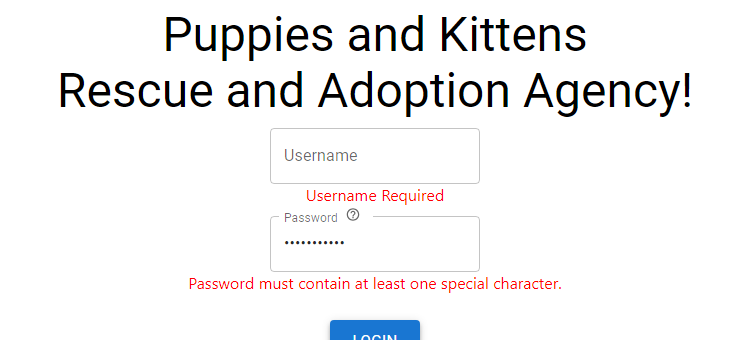 Puppies and Kittens
Rescue and Adoption Agency!
Username
Username Required
Password
•••••••••••
Password must contain at least one special character.
LOGIN